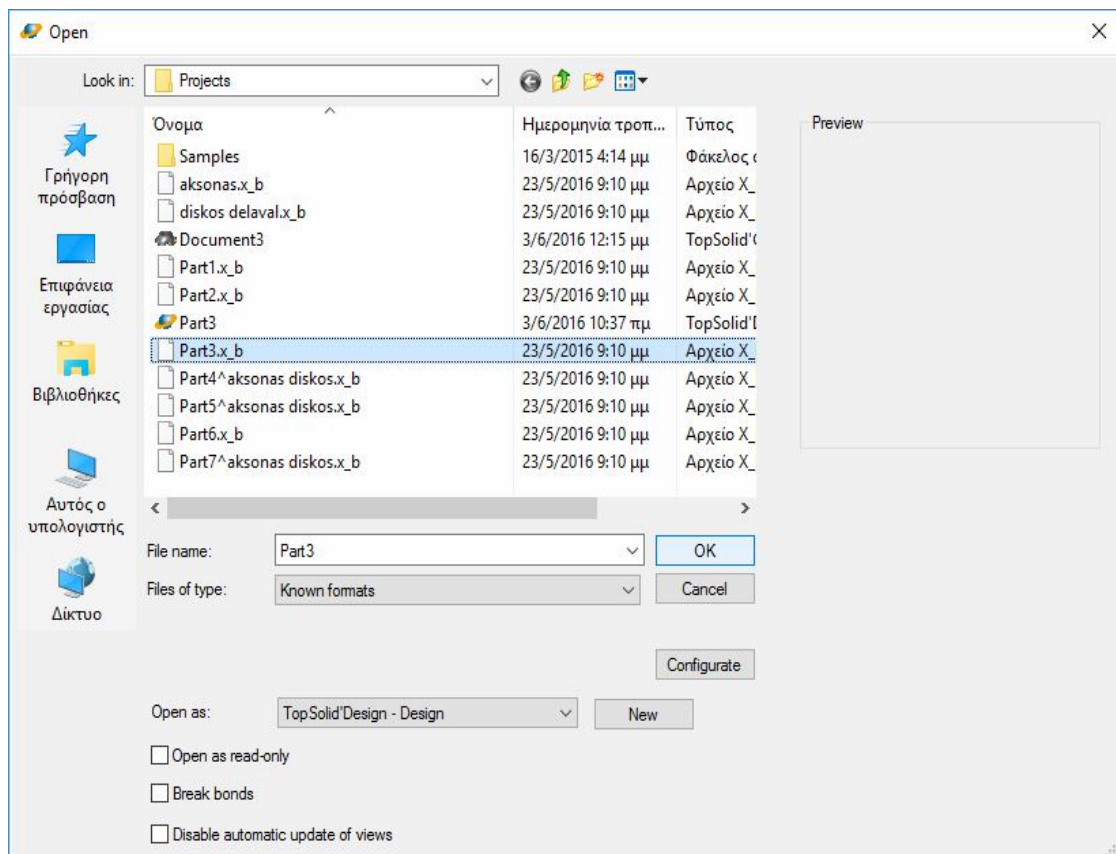 Open
Look in: Projects
Όνομα Ημερομηνία τροπ... Τύπος
Samples 16/3/2015 4:14 μμ Φάκελος α
aksonas.x_b 23/5/2016 9:10 μμ Αρχείο X_
diskos delaval.x_b 23/5/2016 9:10 μμ Αρχείο X_
Document3 3/6/2016 12:15 μμ TopSolid'
Part1.x_b 23/5/2016 9:10 μμ Αρχείο X_
Part2.x_b 23/5/2016 9:10 μμ Αρχείο X_
Part3 3/6/2016 10:37 πμ TopSolid'
Part3.x_b 23/5/2016 9:10 μμ Αρχείο X_
Part4^aksonas diskos.x_b 23/5/2016 9:10 μμ Αρχείο X_
Part5^aksonas diskos.x_b 23/5/2016 9:10 μμ Αρχείο X_
Part6.x_b 23/5/2016 9:10 μμ Αρχείο X_
Part7^aksonas diskos.x_b 23/5/2016 9:10 μμ Αρχείο X_
Γρήγορη
πρόσβαση
Επιφάνεια
εργασίας
Βιβλιοθήκες
Αυτός ο
υπολογιστής
Δίκτυο
Preview
File name: Part3 OK
Files of type: Known formats Cancel
Configurate
Open as: TopSolid'Design - Design New
Open as read-only
Break bonds
Disable automatic update of views